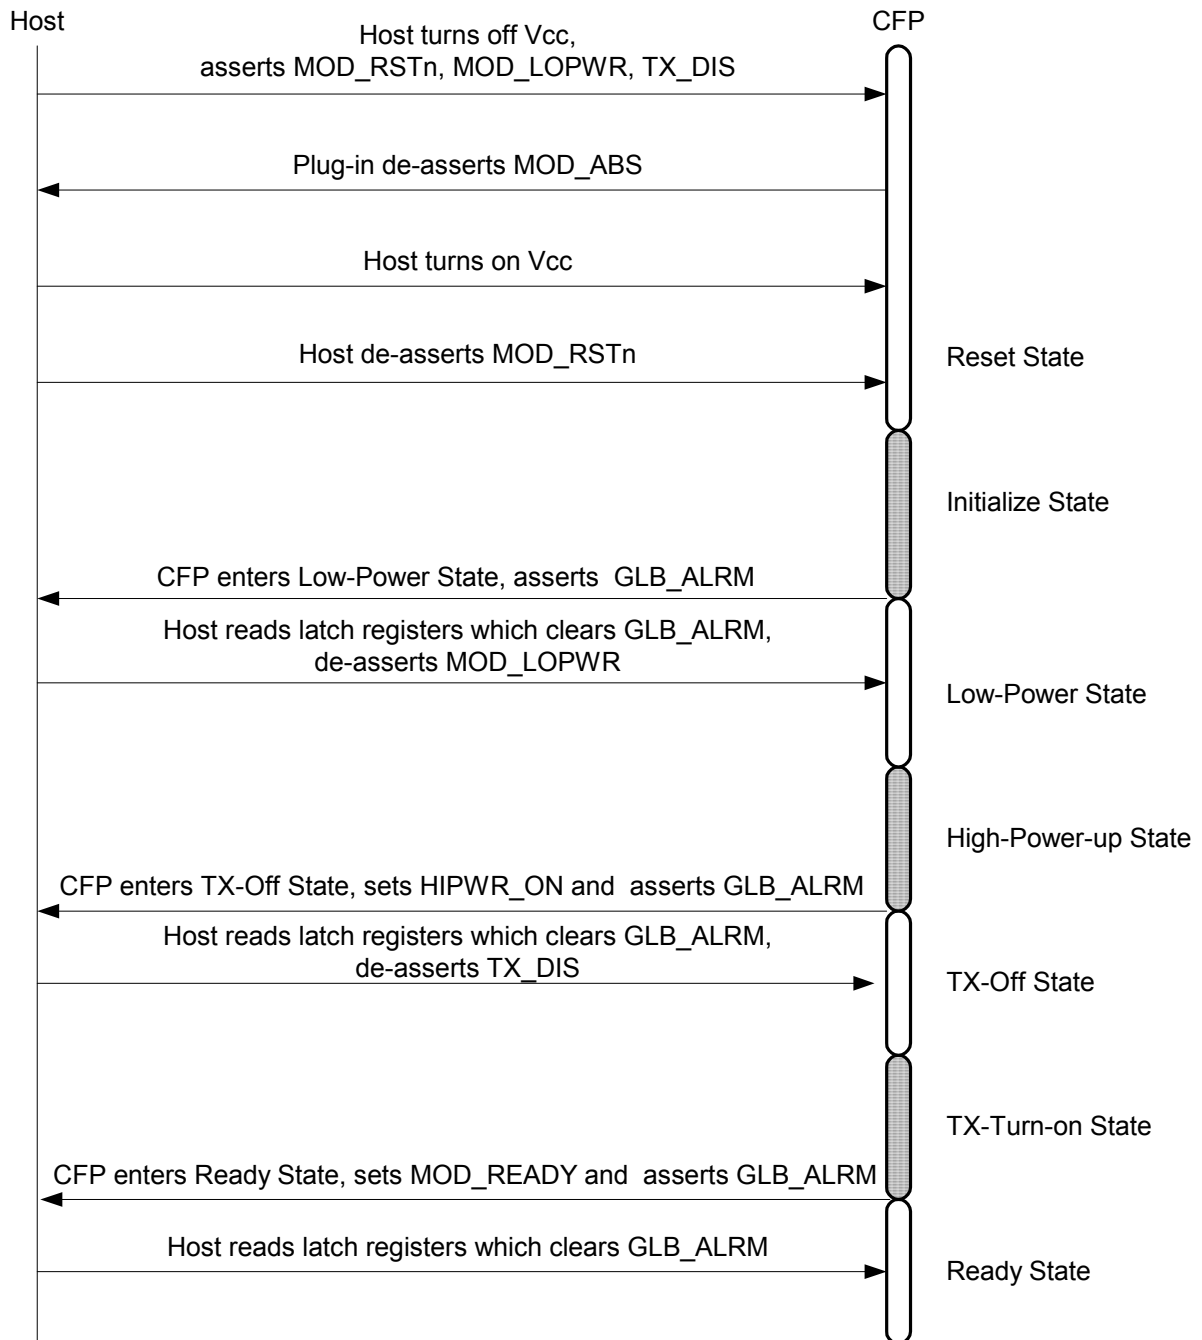 Host
CFP
Host turns off Vcc,
asserts MOD_RSTn, MOD_LOPWR, TX_DIS
Plug-in de-asserts MOD_ABS
Host turns on Vcc
Host de-asserts MOD_RSTn
Reset State
Initialize State
CFP enters Low-Power State, asserts GLB_ALRM
Host reads latch registers which clears GLB_ALRM,
de-asserts MOD_LOPWR
Low-Power State
High-Power-up State
CFP enters TX-Off State, sets HIPWR_ON and asserts GLB_ALRM
Host reads latch registers which clears GLB_ALRM,
de-asserts TX_DIS
TX-Off State
TX-Turn-on State
CFP enters Ready State, sets MOD_READY and asserts GLB_ALRM
Host reads latch registers which clears GLB_ALRM
Ready State